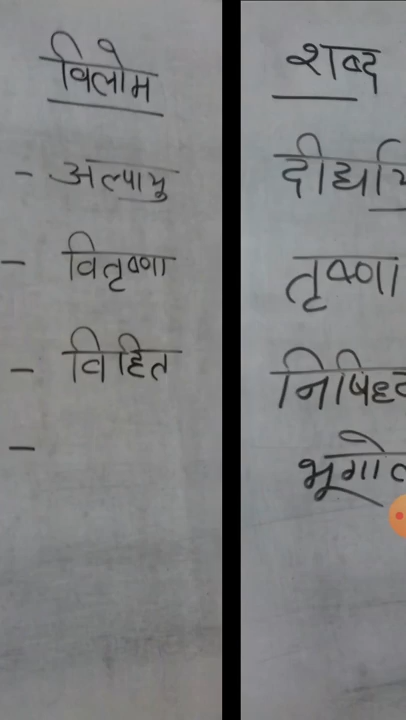 विलोम
- अल्पायु
- वितृष्णा
- विहित
-
शब्द
दीर्घा
तृष्णा
निषिद्ध
भूगो